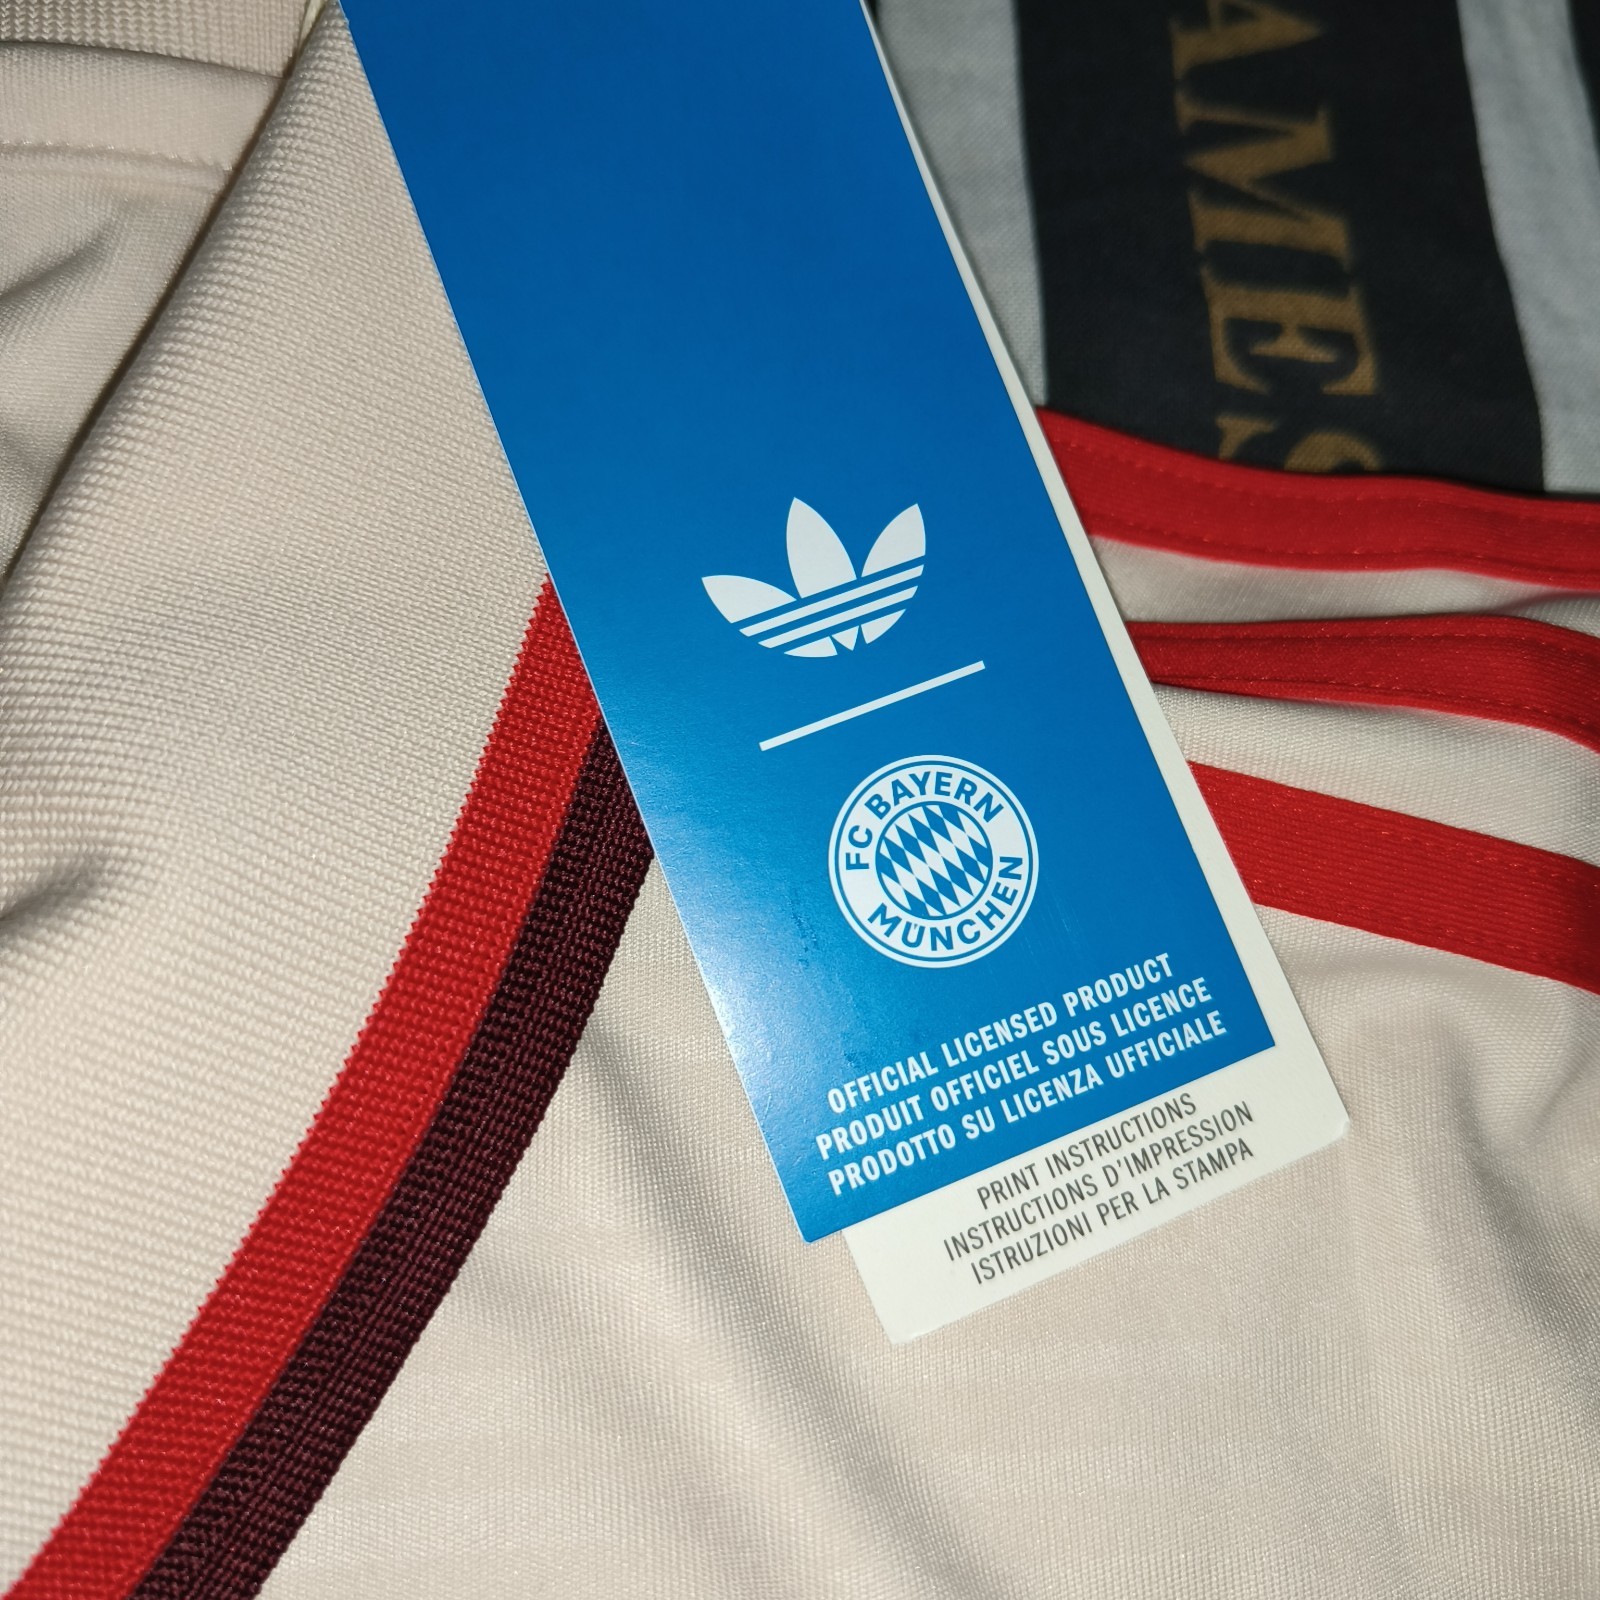 AMES
FC BAYERN
MÜNCHEN
OFFICIAL LICENSED PRODUCT
PRODUIT OFFICIEL SOUS LICENCE
PRODOTTO SU LICENZA UFFICIALE
PRINT INSTRUCTIONS
INSTRUCTIONS D'IMPRESSION
ISTRUZIONI PER LA STAMPA